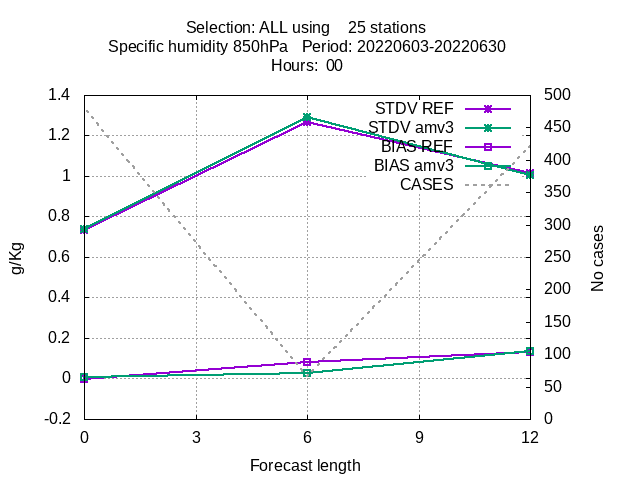 Selection: ALL using    25 stations
Specific humidity 850hPa   Period: 20220603-20220630
Hours:  00
1.4
1.2
1
0.8
0.6
0.4
0.2
0
-0.2
500
450
400
350
300
250
200
150
100
50
0
STDV REF
STDV amv3
BIAS REF
BIAS amv3
CASES
g/Kg
No cases
0 3 6 9 12
Forecast length